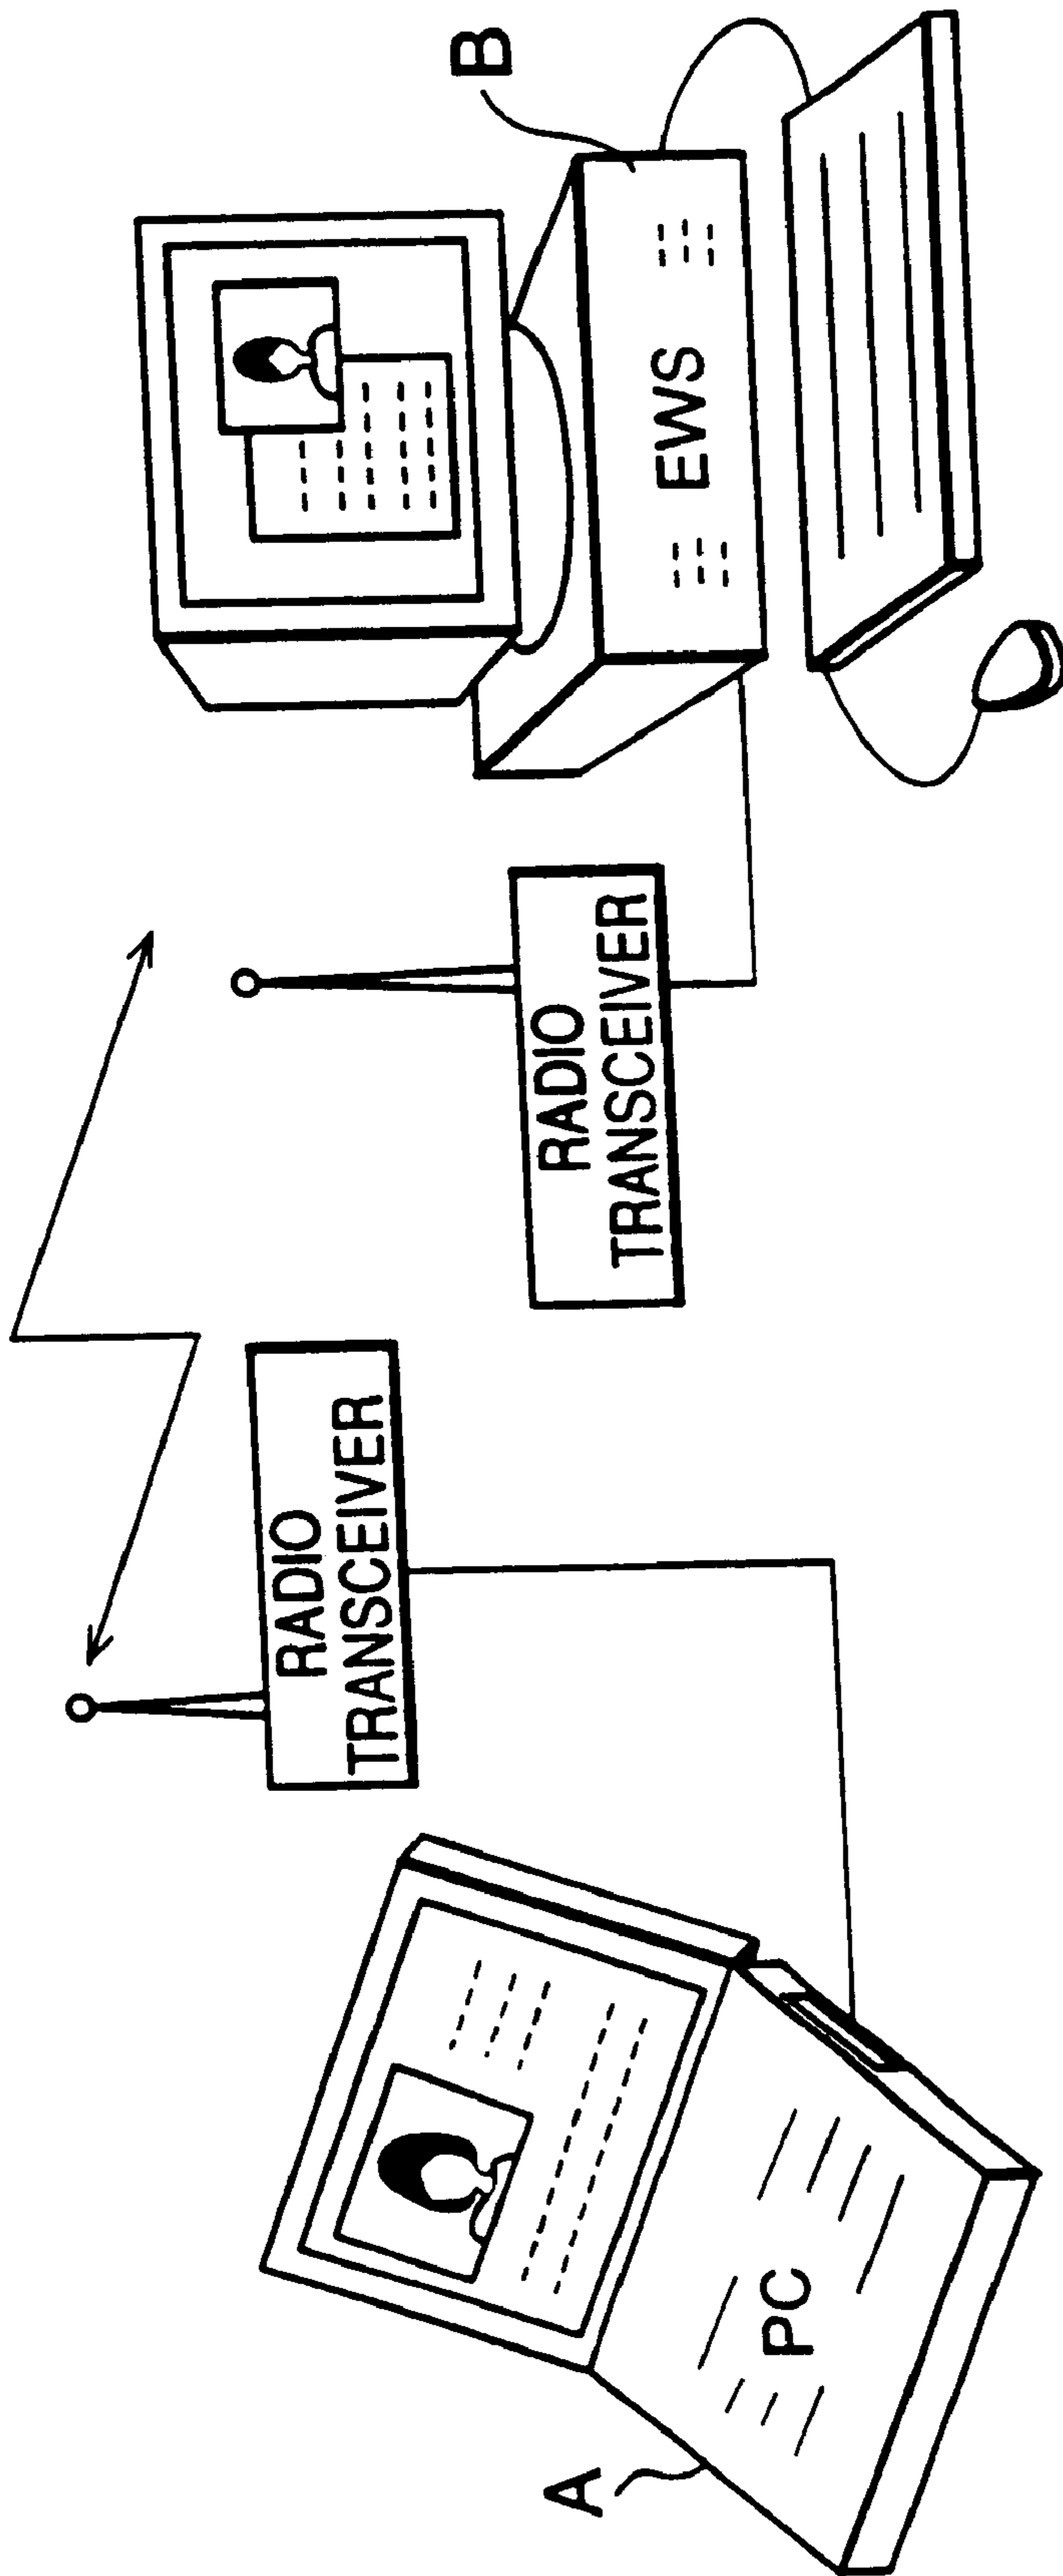 A
PC
RADIO
TRANSCEIVER
RADIO
TRANSCEIVER
EWS
B